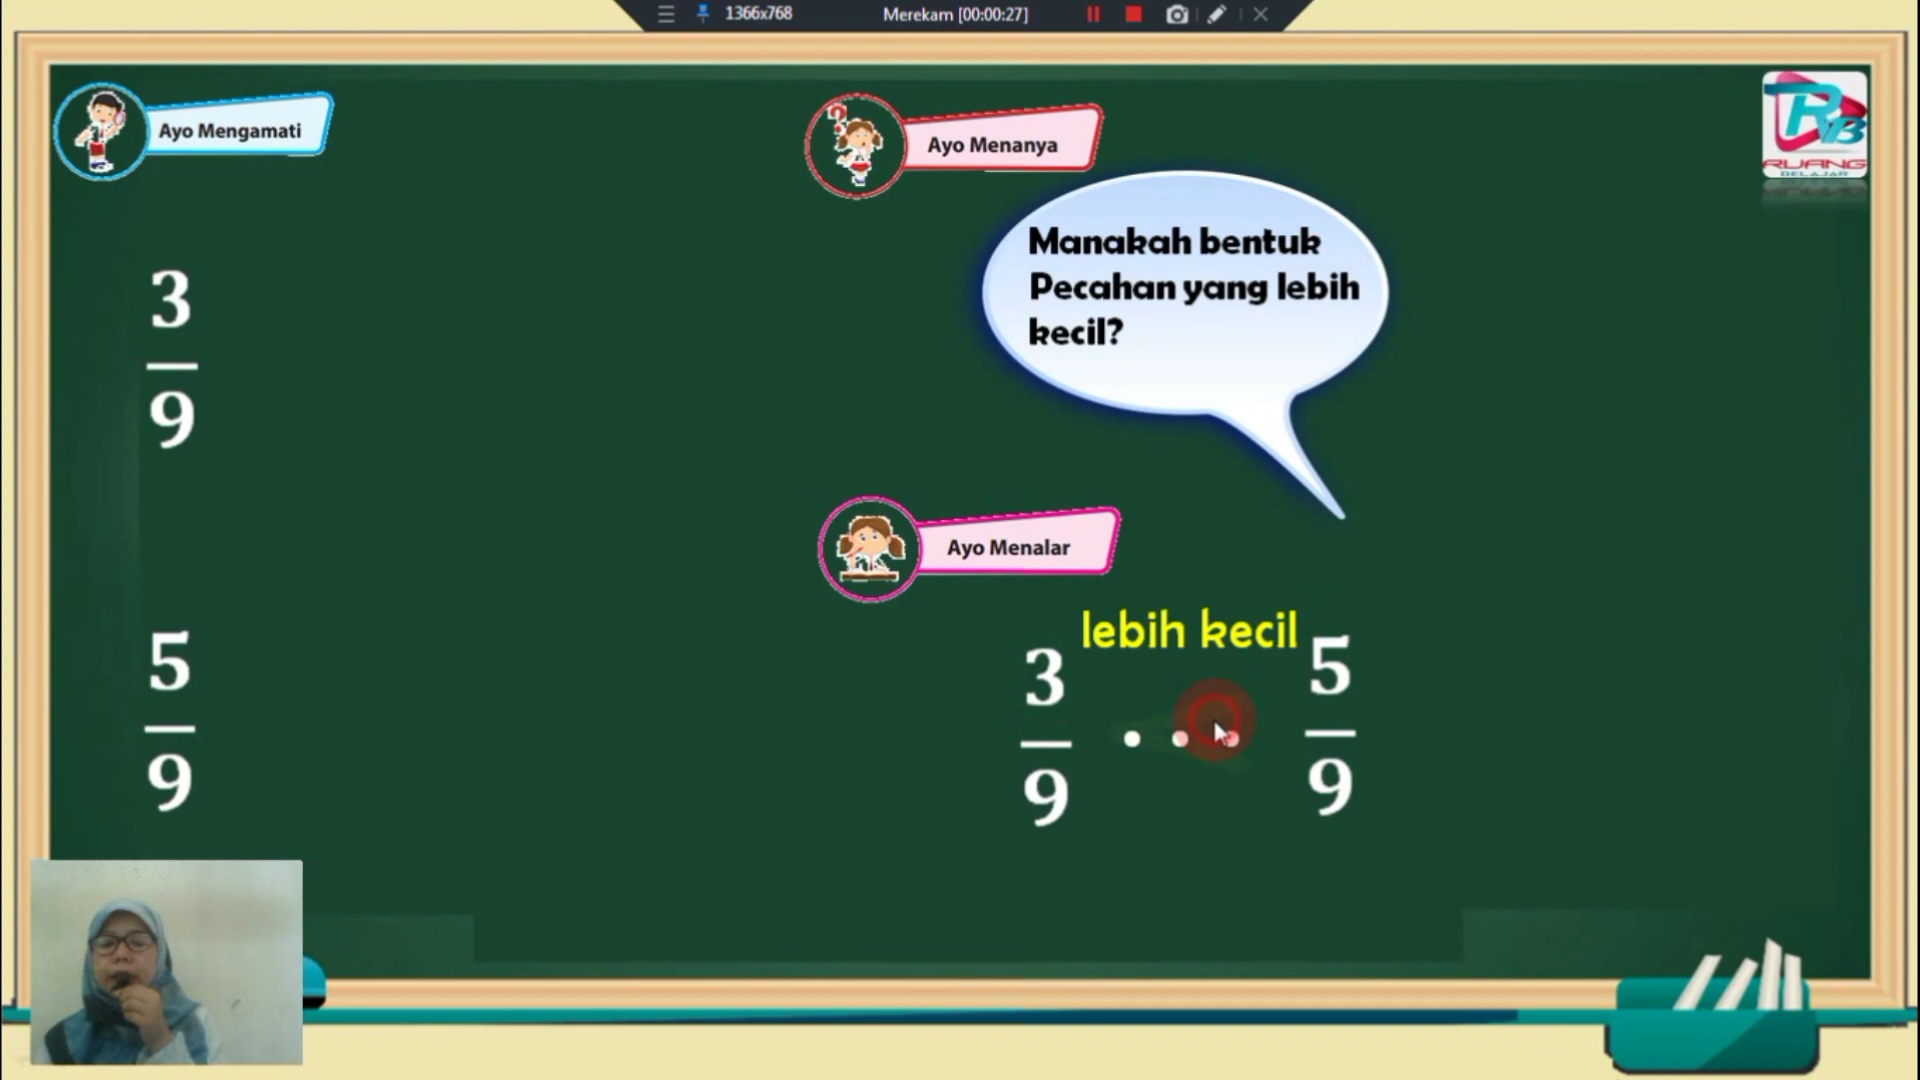 1366x768
Merekam [00:00:27]
Ayo Mengamati
3
9
5
9
Ayo Menanya
?
Manakah bentuk
Pecahan yang lebih
kecil?
Ayo Menalar
lebih kecil
3
9
. . .
5
9
RB
RUANG
BELAJAR